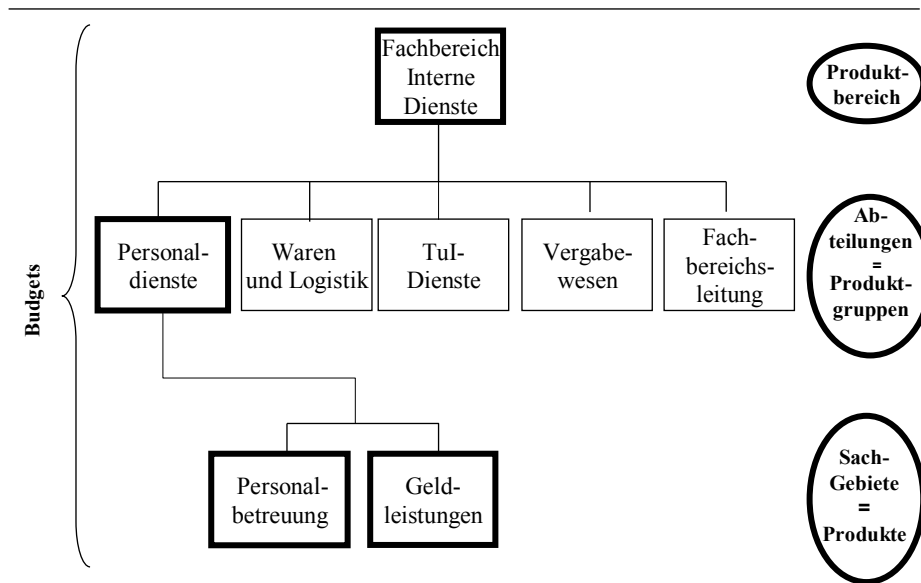 Fachbereich
Interne
Dienste
Produkt-
bereich
Budgets
Personal-
dienste
Waren
und Logistik
TuI-
Dienste
Vergabe-
wesen
Fach-
bereichs-
leitung
Ab-
teilungen
=
Produkt-
gruppen
Personal-
betreuung
Geld-
leistungen
Sach-
Gebiete
=
Produkte